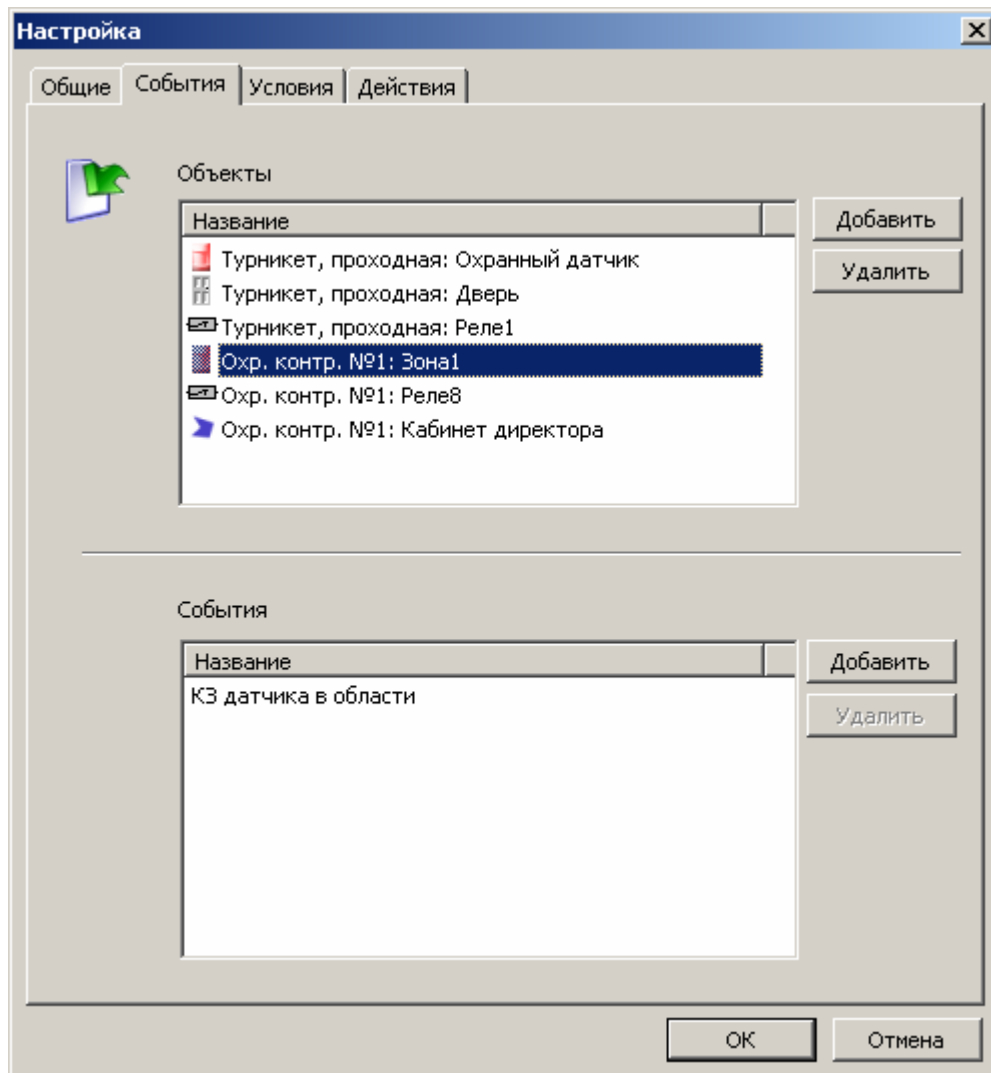 Настройка
Общие События Условия Действия
Объекты
Название
Добавить
Удалить
Турникет, проходная: Охранный датчик
Турникет, проходная: Дверь
Турникет, проходная: Реле1
Охр. контр. №1: Зона1
Охр. контр. №1: Реле8
Охр. контр. №1: Кабинет директора
События
Название
Добавить
Удалить
КЗ датчика в области
OK Отмена